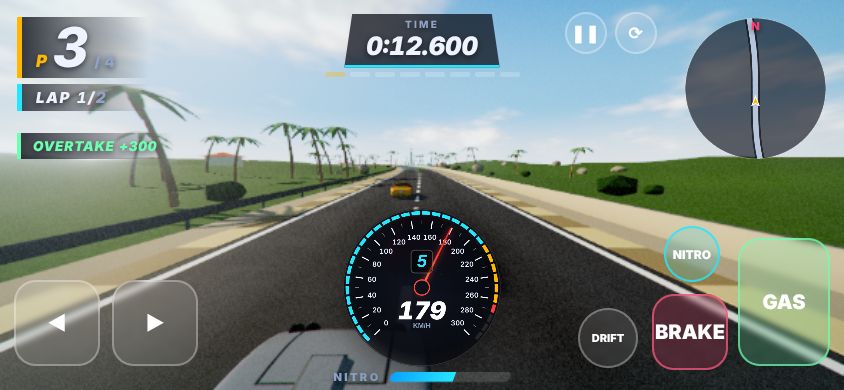 P 3 / 4
TIME
0:12.600
N
LAP 1/2
OVERTAKE +300
0
20
40
60
80
100
120
140
160
180
200
220
240
260
280
300
5
179
KM/H
NITRO
NITRO
GAS
DRIFT
BRAKE